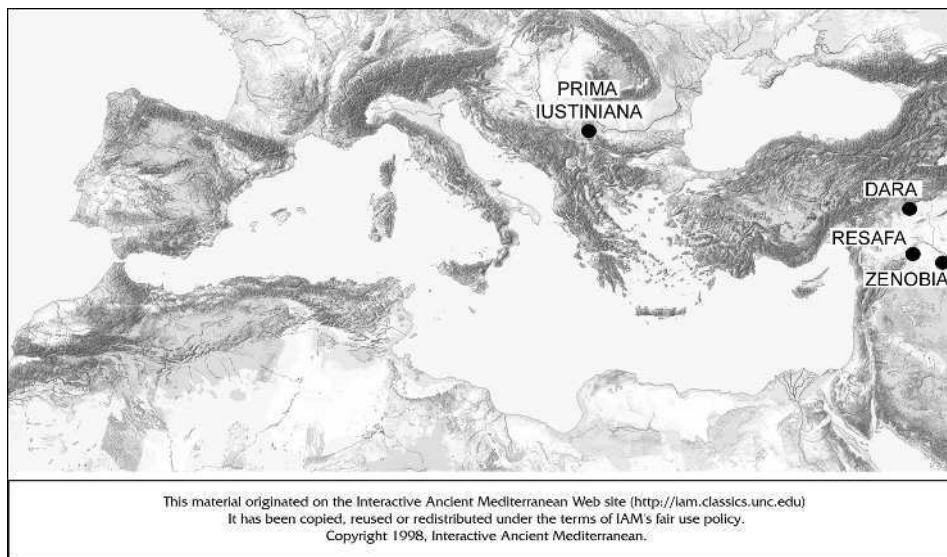 PRIMA
IUSTINIANA
DARA
RESAFA
ZENOBIA
This material originated on the Interactive Ancient Mediterranean Web site (http://iam.classics.unc.edu)
It has been copied, reused or redistributed under the terms of IAM's fair use policy.
Copyright 1998, Interactive Ancient Mediterranean.